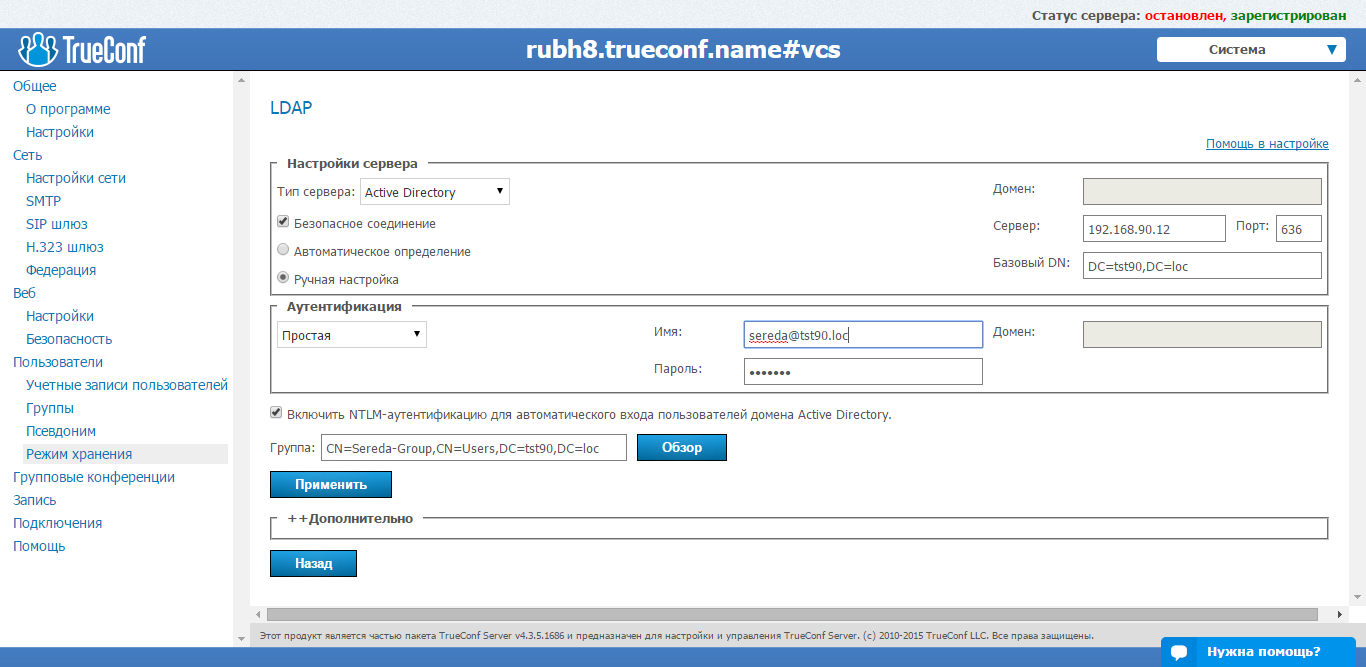 Статус сервера: остановлен, зарегистрирован
TrueConf
rubh8.trueconf.name#vcs
Система
Общее
О программе
Настройки
Сеть
Настройки сети
SMTP
SIP шлюз
H.323 шлюз
Федерация
Веб
Настройки
Безопасность
Пользователи
Учетные записи пользователей
Группы
Псевдоним
Режим хранения
Групповые конференции
Запись
Подключения
Помощь
LDAP
Помощь в настройке
Настройки сервера
Тип сервера: Active Directory
Домен:
Безопасное соединение
Сервер: 192.168.90.12 Порт: 636
Автоматическое определение
Базовый DN: DC=tst90,DC=loc
Ручная настройка
Аутентификация
Простая
Имя: sereda@tst90.loc
Домен:
Пароль: •••••••
Включить NTLM-аутентификацию для автоматического входа пользователей домена Active Directory.
Группа: CN=Sereda-Group,CN=Users,DC=tst90,DC=loc Обзор
Применить
++Дополнительно
Назад
Этот продукт является частью пакета TrueConf Server v4.3.5.1686 и предназначен для настройки и управления TrueConf Server. (c) 2010-2015 TrueConf LLC. Все права защищены.
Нужна помощь?